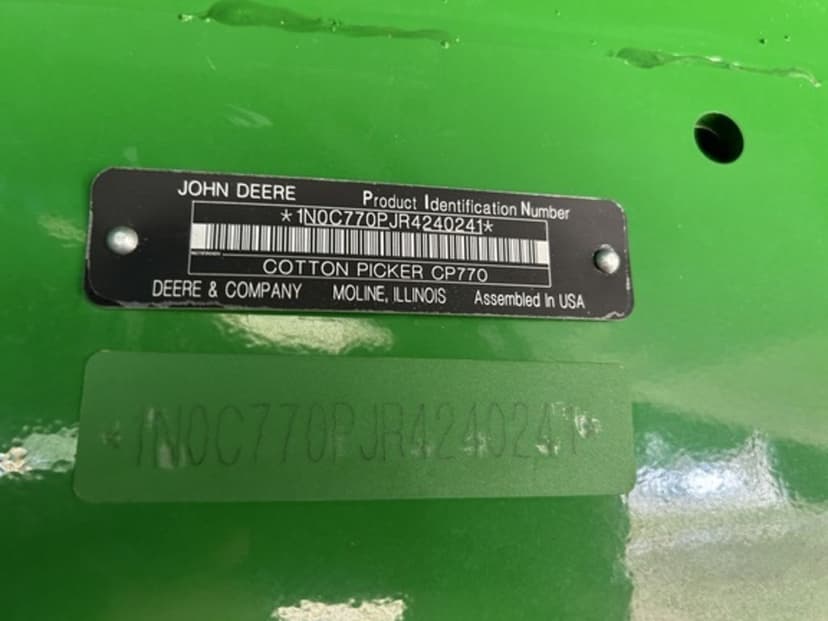 JOHN DEERE Product Identification Number
*1N0C770PJR4240241*
COTTON PICKER CP770
DEERE & COMPANY MOLINE, ILLINOIS Assembled In USA
*1N0C770PJR4240241*